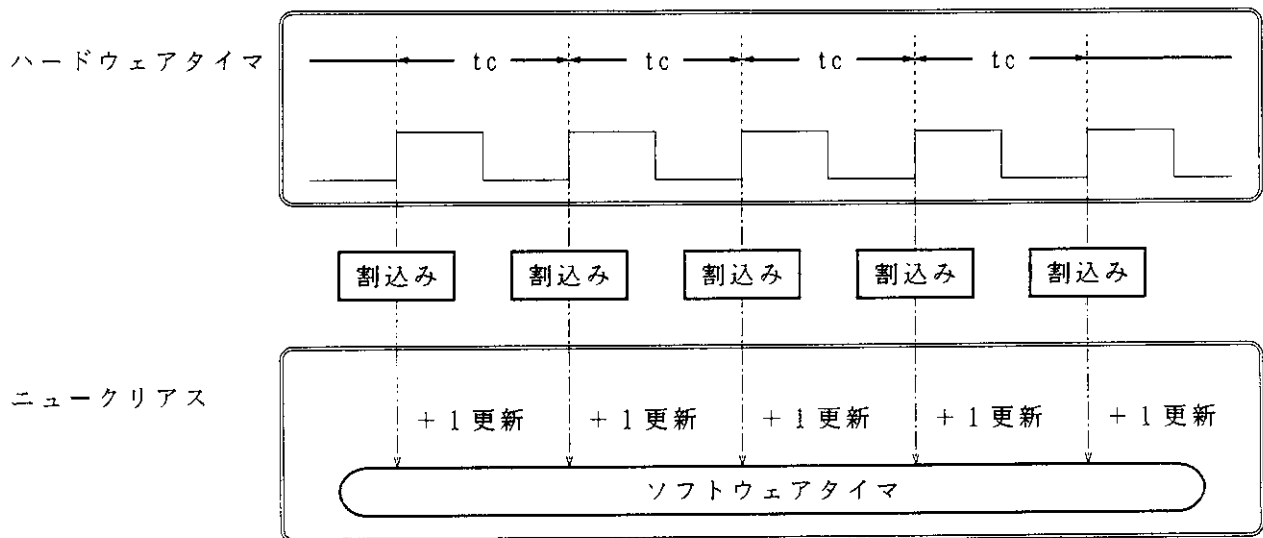 ハードウェアタイマ
tc tc tc tc
割込み 割込み 割込み 割込み 割込み
ニュークリアス
+1更新 +1更新 +1更新 +1更新 +1更新
ソフトウェアタイマ